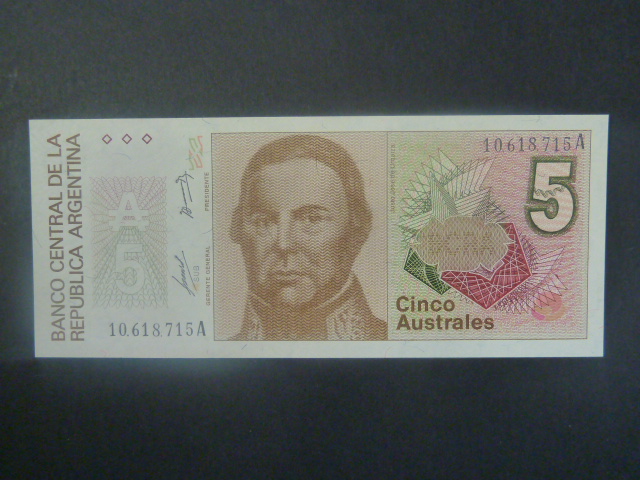 BANCO CENTRAL DE LA
REPUBLICA ARGENTINA
₳
5
10.618.715A
PRESIDENTE
GERENTE GENERAL
10.618.715A
5
Cinco
Australes